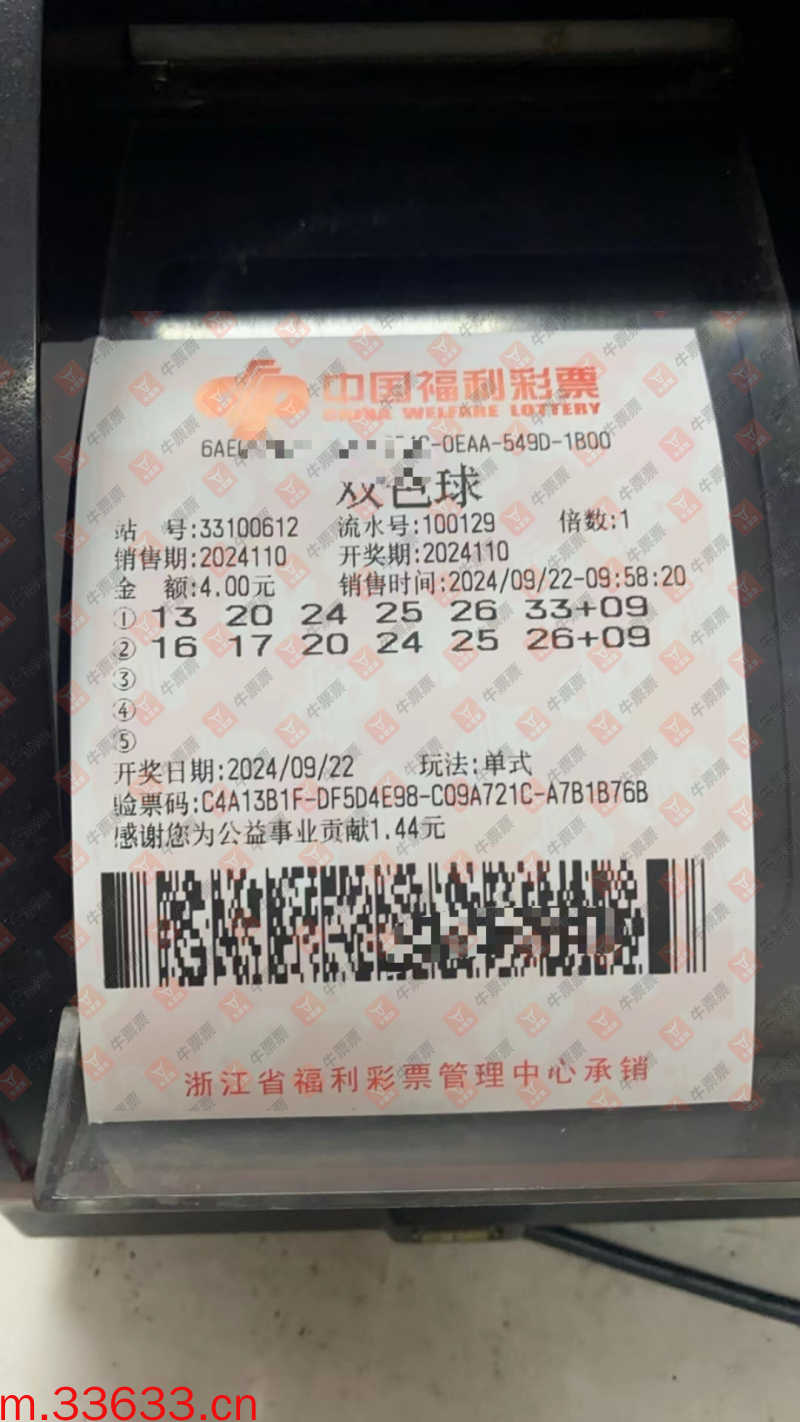 中国福利彩票
CHINA WELFARE LOTTERY
-0EAA-549D-1B00
双色球
站 号:33100612 流水号:100129 倍数:1
销售期:2024110 开奖期:2024110
金 额:4.00元 销售时间:2024/09/22-09:58:20
① 13 20 24 25 26 33+09
② 16 17 20 24 25 26+09
③
④
⑤
开奖日期:2024/09/22 玩法:单式
验票码:C4A13B1F-DF5D4E98-C09A721C-A7B1B76B
感谢您为公益事业贡献1.44元
浙江省福利彩票管理中心承销
牛票票
m.33633.cn